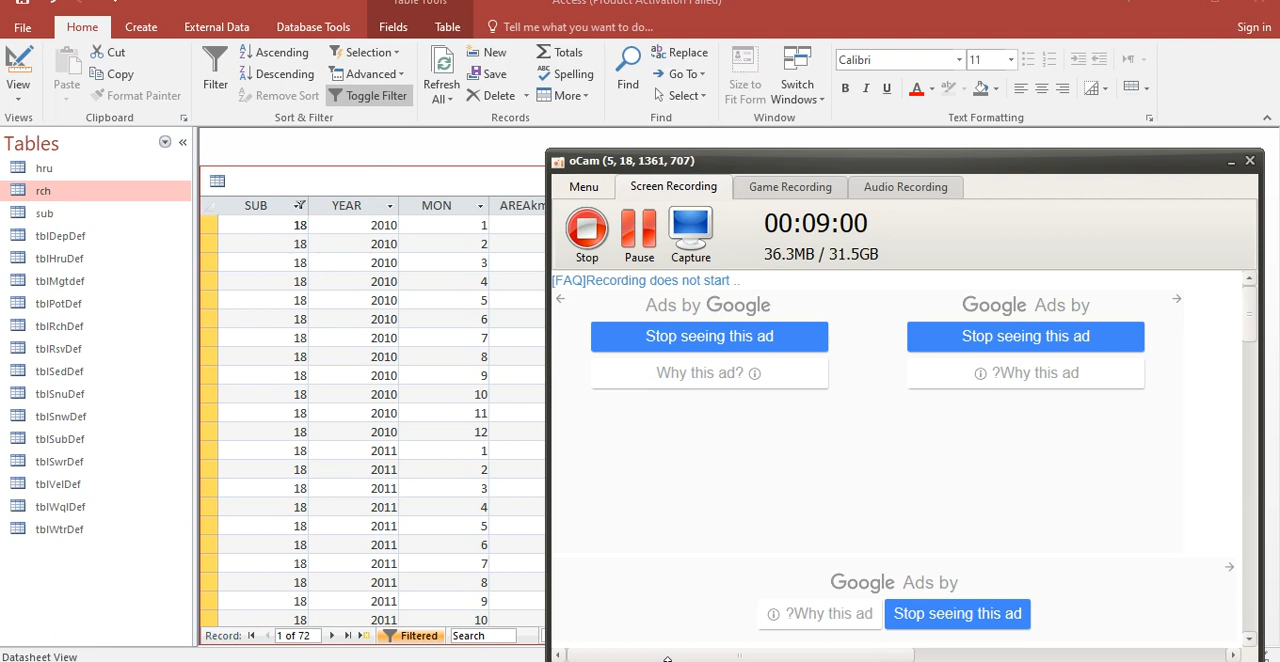 Table Tools
Access (Product Activation Failed)
File
Home
Create
External Data
Database Tools
Fields
Table
Tell me what you want to do...
Sign in
View
Paste
Cut
Copy
Format Painter
Filter
Ascending
Descending
Remove Sort
Selection
Advanced
Toggle Filter
Refresh
All
New
Save
Delete
Totals
Spelling
More
Find
Replace
Go To
Select
Size to
Fit Form
Switch
Windows
Calibri
11
B I U
A
Views
Clipboard
Sort & Filter
Records
Find
Window
Text Formatting
Tables
hru
rch
sub
tblDepDef
tblHruDef
tblMgtdef
tblPotDef
tblRchDef
tblRsvDef
tblSedDef
tblSnuDef
tblSnwDef
tblSubDef
tblSwrDef
tblVelDef
tblWqlDef
tblWtrDef
SUB YEAR MON AREAkm
18 2010 1
18 2010 2
18 2010 3
18 2010 4
18 2010 5
18 2010 6
18 2010 7
18 2010 8
18 2010 9
18 2010 10
18 2010 11
18 2010 12
18 2011 1
18 2011 2
18 2011 3
18 2011 4
18 2011 5
18 2011 6
18 2011 7
18 2011 8
18 2011 9
18 2011 10
Record: 1 of 72 Filtered Search
Datasheet View
oCam (5, 18, 1361, 707)
Menu
Screen Recording
Game Recording
Audio Recording
Stop
Pause
Capture
00:09:00
36.3MB / 31.5GB
[FAQ]Recording does not start ..
Ads by Google
Stop seeing this ad
Why this ad?
Google Ads by
Stop seeing this ad
?Why this ad
Google Ads by
?Why this ad
Stop seeing this ad